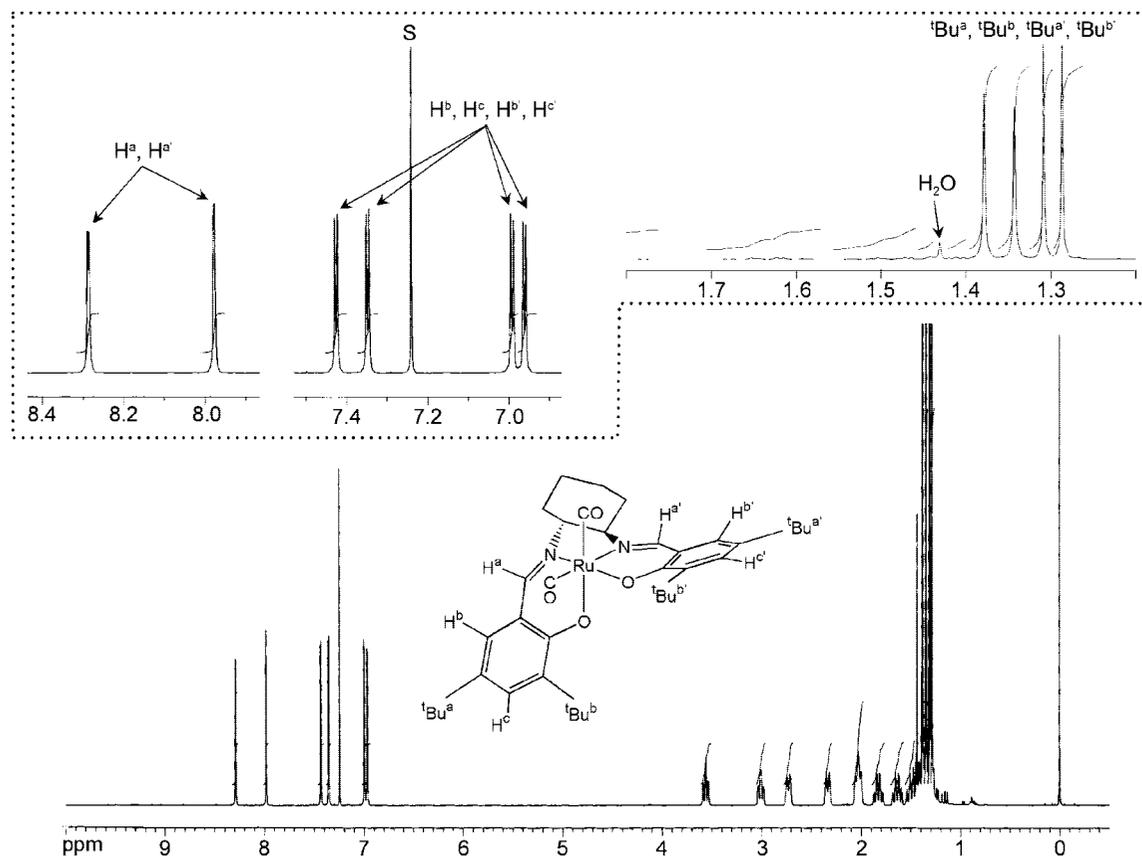 S
ᵗBuᵃ, ᵗBuᵇ, ᵗBuᵃ', ᵗBuᵇ'
Hᵇ, Hᶜ, Hᵇ', Hᶜ'
Hᵃ, Hᵃ'
H₂O
1.7 1.6 1.5 1.4 1.3
8.4 8.2 8.0 7.4 7.2 7.0
CO
Hᵃ'
Hᵇ'
ᵗBuᵃ'
N
N
Hᵃ
Ru
Hᶜ'
C
O
O
ᵗBuᵇ'
Hᵇ
O
ᵗBuᵃ
Hᶜ
ᵗBuᵇ
ppm 9 8 7 6 5 4 3 2 1 0